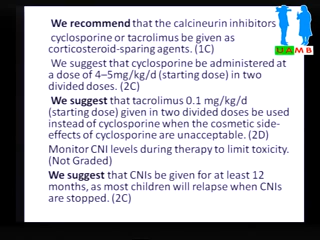 We recommend that the calcineurin inhibitors
cyclosporine or tacrolimus be given as
corticosteroid-sparing agents. (1C)
We suggest that cyclosporine be administered at
a dose of 4–5mg/kg/d (starting dose) in two
divided doses. (2C)
We suggest that tacrolimus 0.1 mg/kg/d
(starting dose) given in two divided doses be used
instead of cyclosporine when the cosmetic side-
effects of cyclosporine are unacceptable. (2D)
Monitor CNI levels during therapy to limit toxicity.
(Not Graded)
We suggest that CNIs be given for at least 12
months, as most children will relapse when CNIs
are stopped. (2C)
UAMB